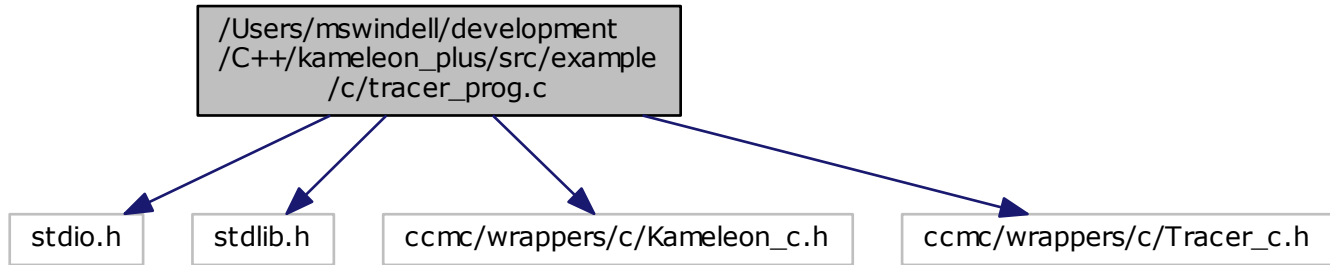 /Users/mswindell/development
/C++/kameleon_plus/src/example
/c/tracer_prog.c
stdio.h
stdlib.h
ccmc/wrappers/c/Kameleon_c.h
ccmc/wrappers/c/Tracer_c.h